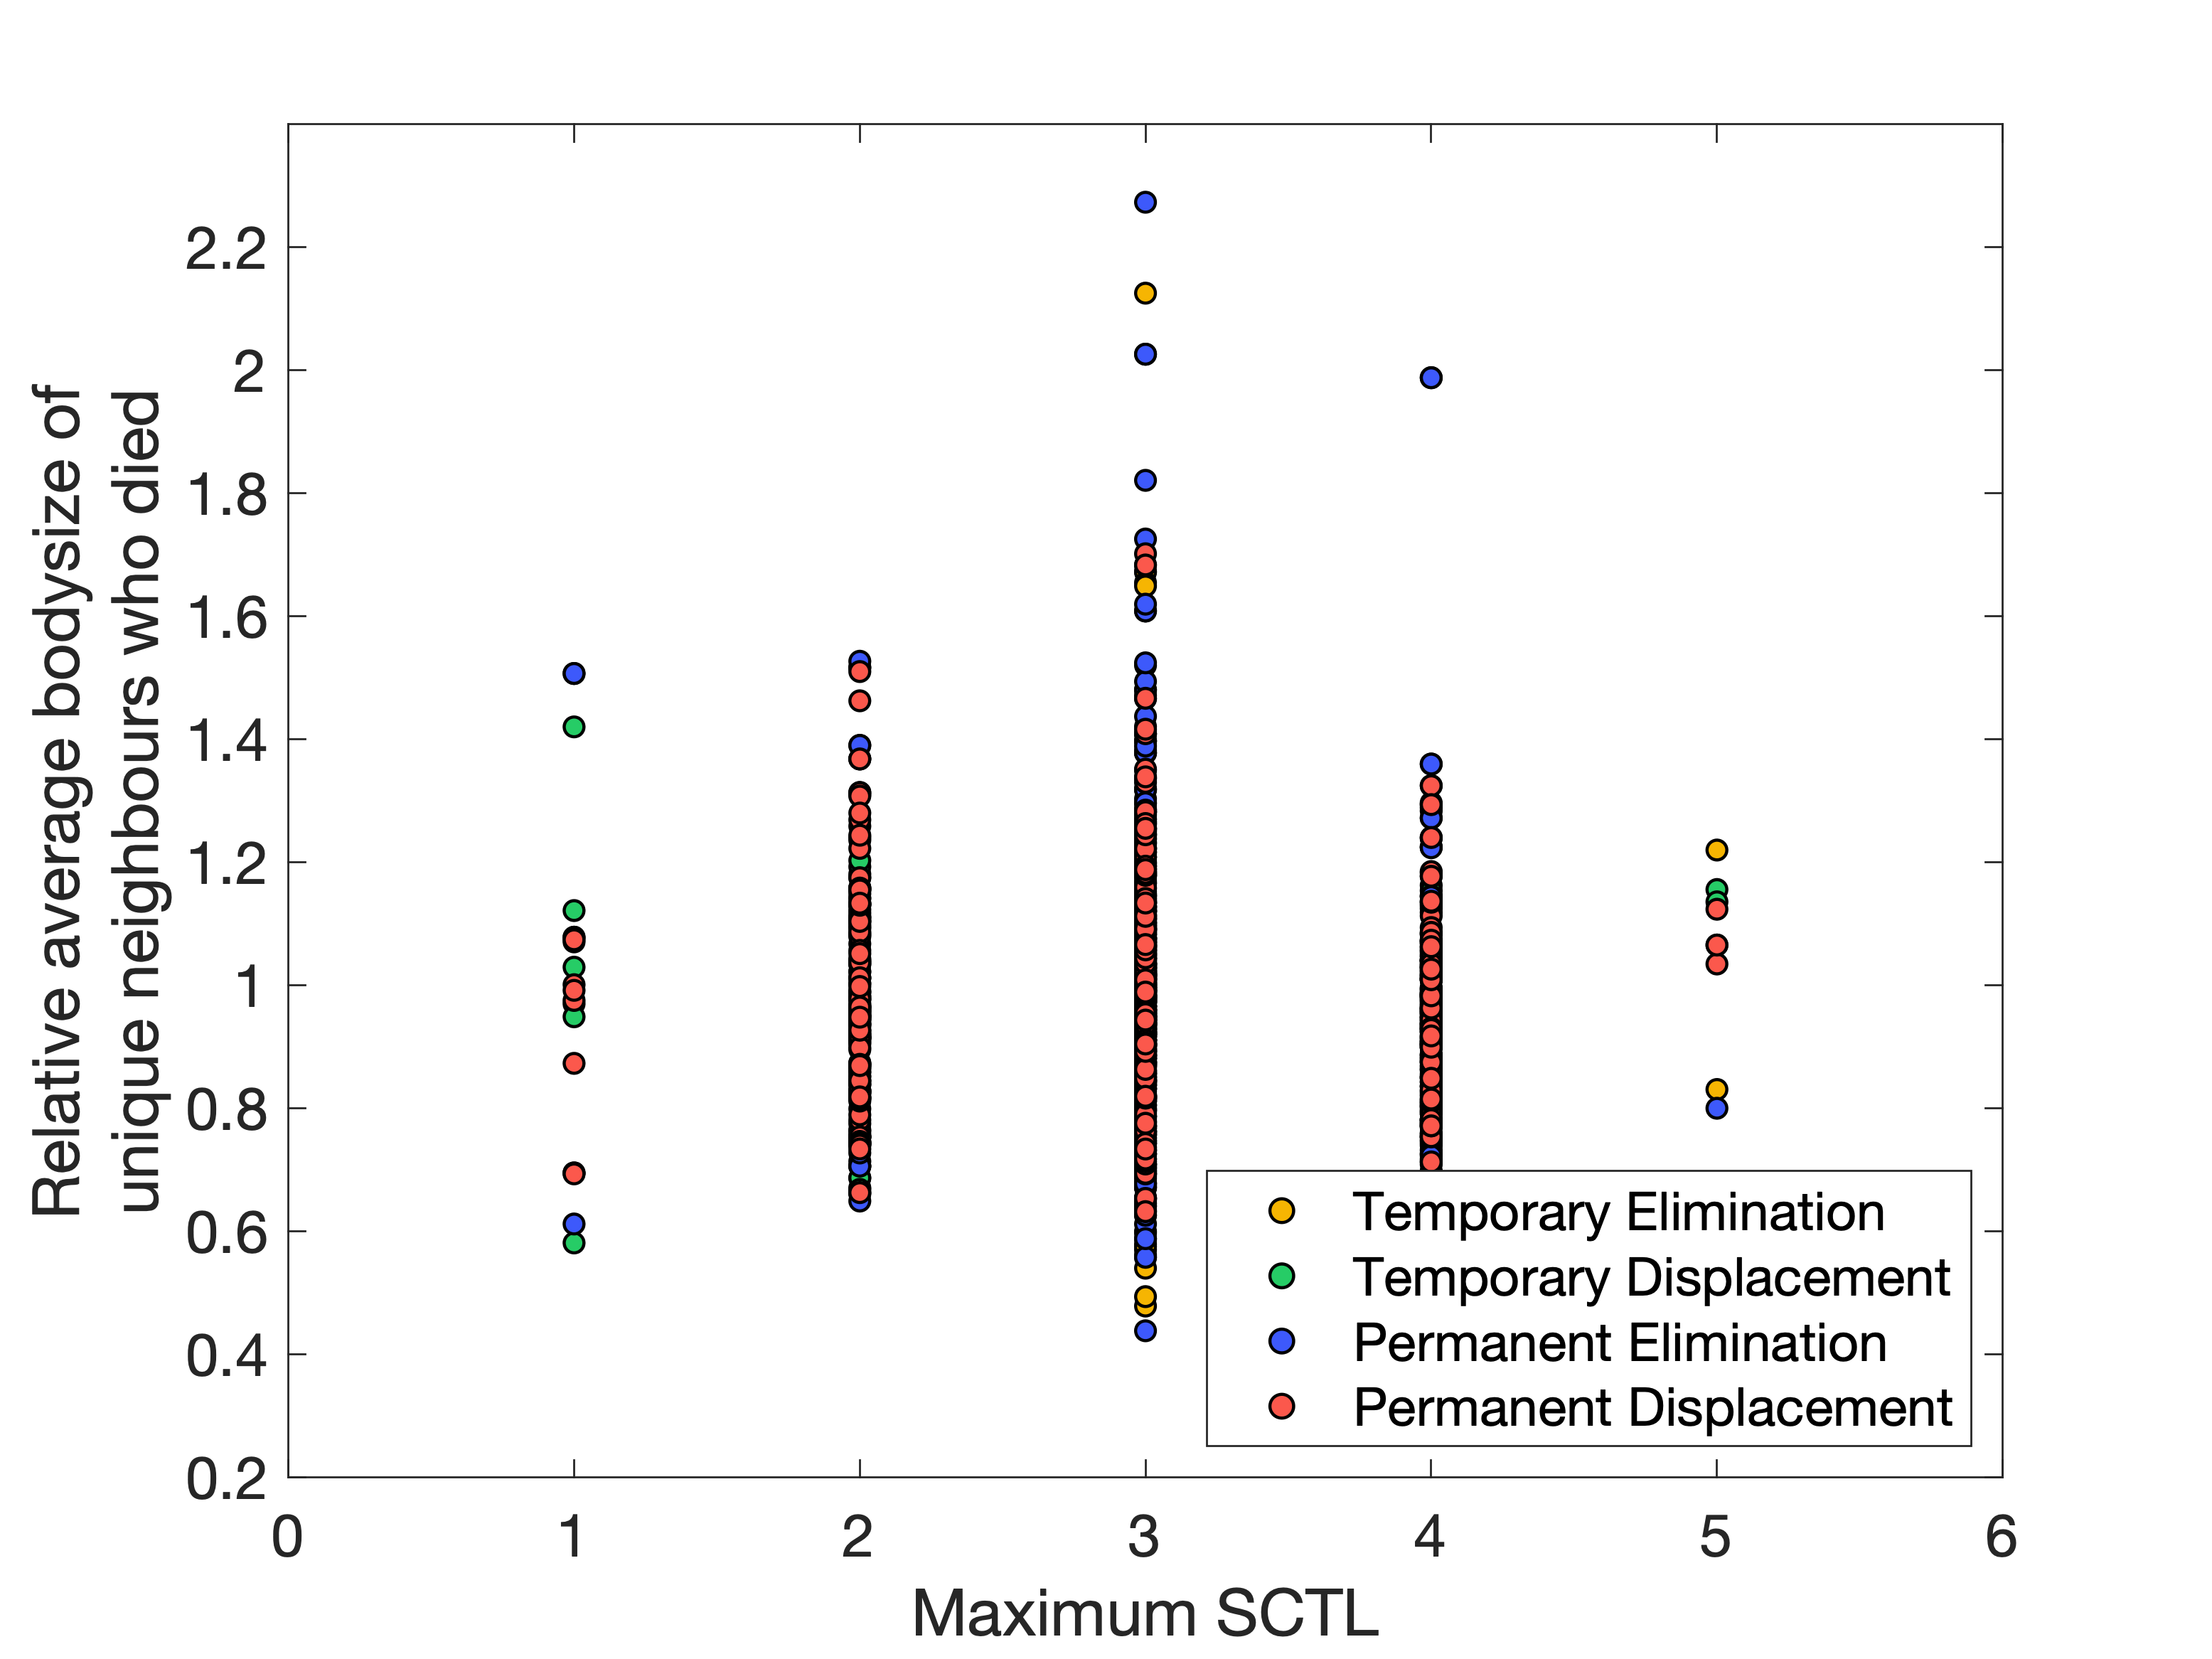 Relative average bodysize of
unique neighbours who died
2.2
2
1.8
1.6
1.4
1.2
1
0.8
0.6
0.4
0.2
Temporary Elimination
Temporary Displacement
Permanent Elimination
Permanent Displacement
0 1 2 3 4 5 6
Maximum SCTL